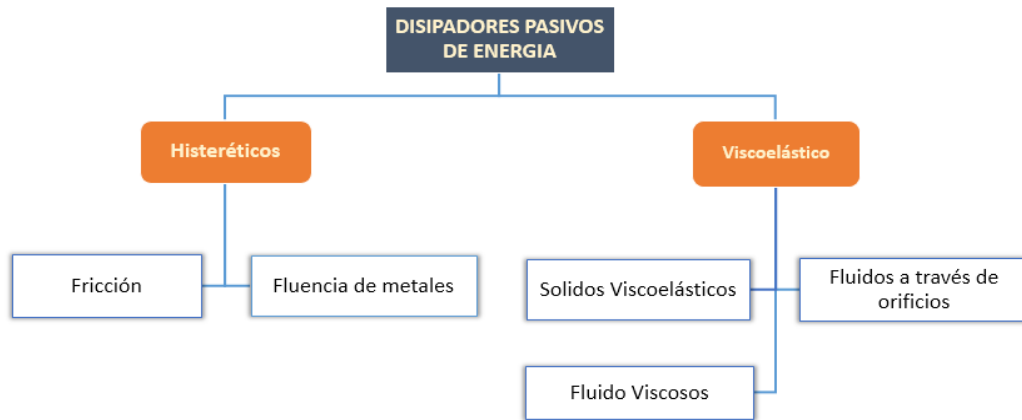 DISIPADORES PASIVOS
DE ENERGIA
Histeréticos
Viscoelástico
Fricción
Fluencia de metales
Solidos Viscoelásticos
Fluidos a través de
orificios
Fluido Viscosos